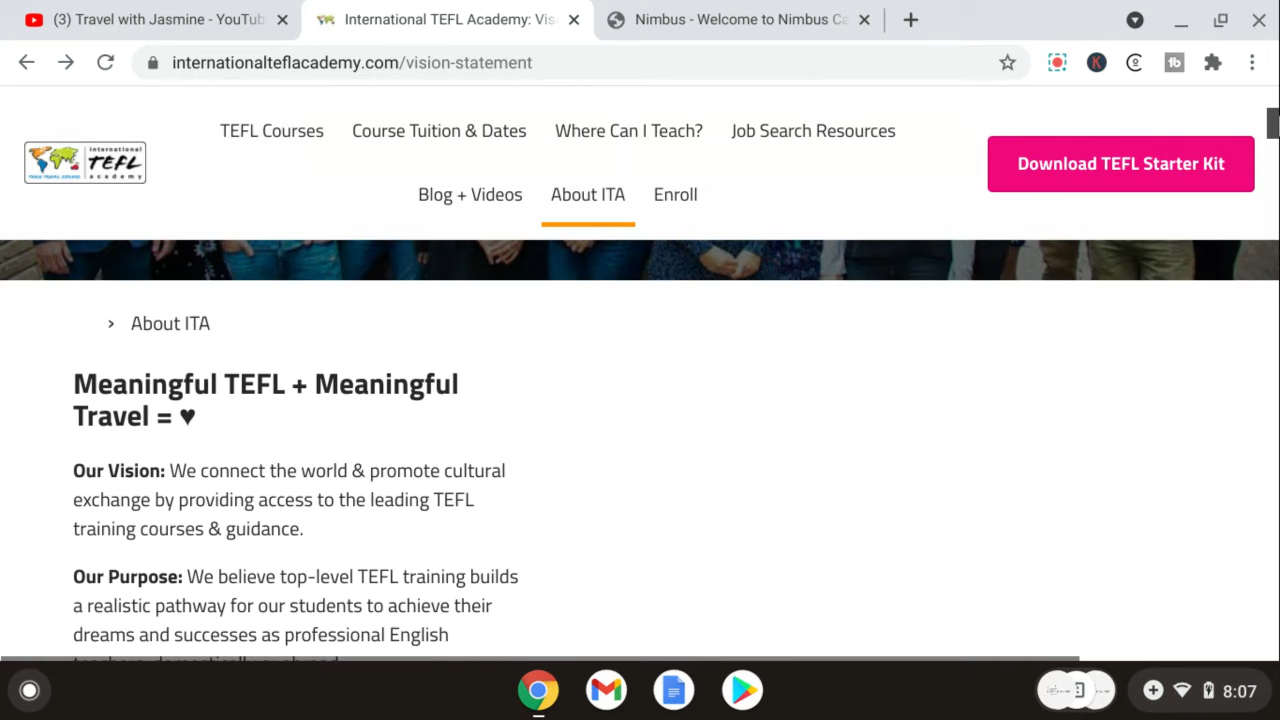 (3) Travel with Jasmine - YouTub
International TEFL Academy: Vis
Nimbus - Welcome to Nimbus Ca
internationalteflacademy.com/vision-statement
TEFL Courses
Course Tuition & Dates
Where Can I Teach?
Job Search Resources
international
TEFL
academy
Download TEFL Starter Kit
Blog + Videos
About ITA
Enroll
> About ITA
Meaningful TEFL + Meaningful
Travel = ♥
Our Vision: We connect the world & promote cultural
exchange by providing access to the leading TEFL
training courses & guidance.
Our Purpose: We believe top-level TEFL training builds
a realistic pathway for our students to achieve their
dreams and successes as professional English
8:07